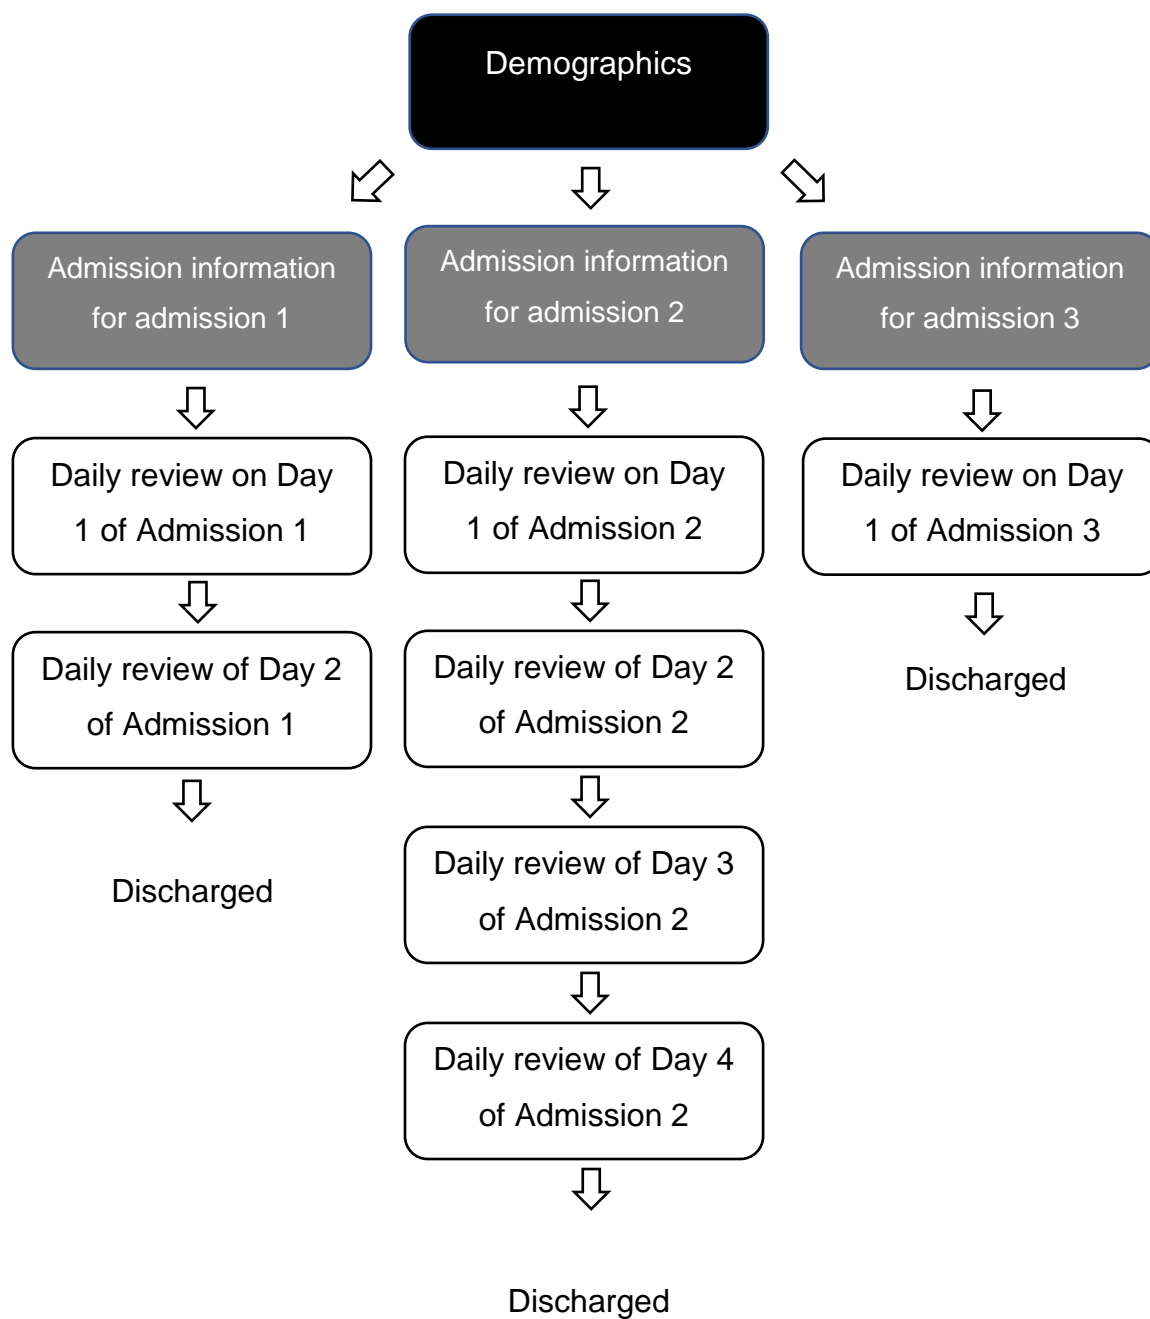 Demographics
Admission information
for admission 1
Admission information
for admission 2
Admission information
for admission 3
Daily review on Day
1 of Admission 1
Daily review on Day
1 of Admission 2
Daily review on Day
1 of Admission 3
Daily review of Day 2
of Admission 1
Daily review of Day 2
of Admission 2
Discharged
Daily review of Day 3
of Admission 2
Discharged
Daily review of Day 4
of Admission 2
Discharged